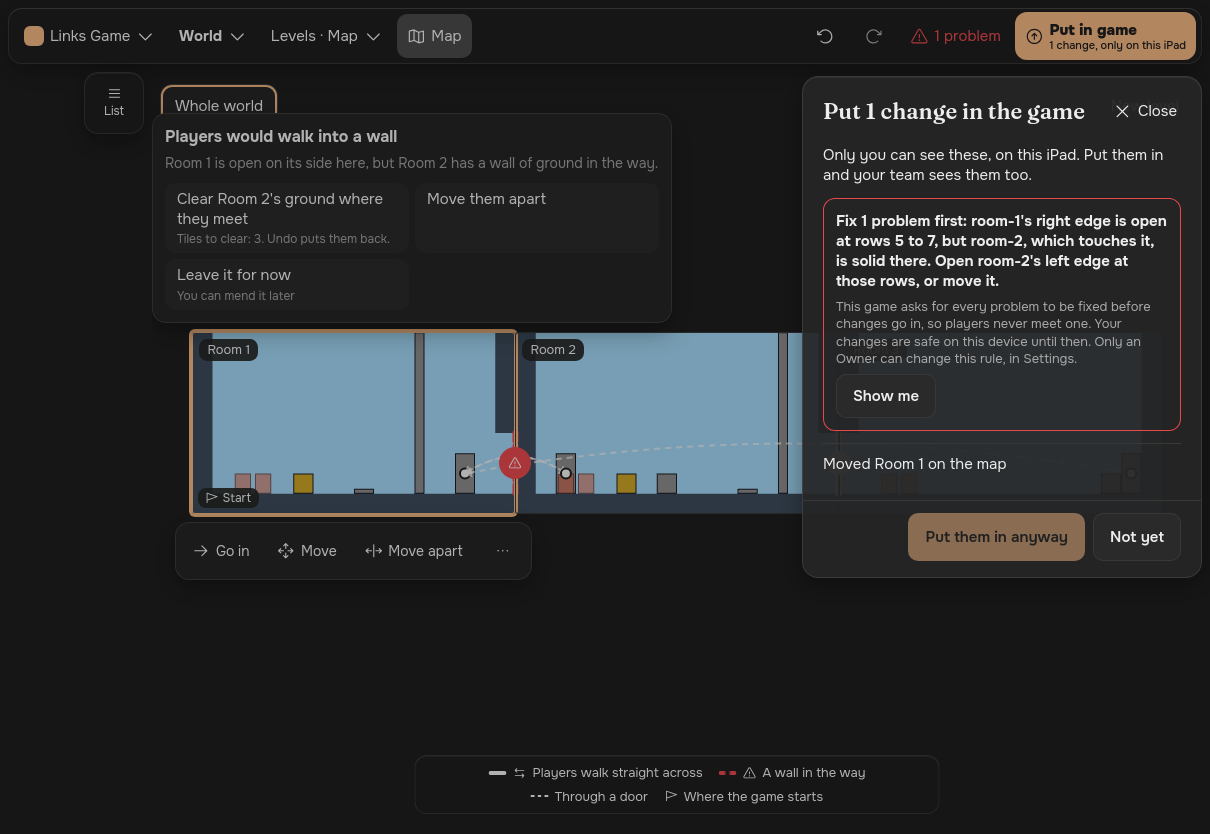 Links Game
World
Levels · Map
Map
1 problem
Put in game
1 change, only on this iPad
List
Whole world
Players would walk into a wall
Room 1 is open on its side here, but Room 2 has a wall of ground in the way.
Clear Room 2's ground where
they meet
Tiles to clear: 3. Undo puts them back.
Move them apart
Leave it for now
You can mend it later
Room 1
Room 2
Start
Go in
Move
Move apart
...
Put 1 change in the game
Close
Only you can see these, on this iPad. Put them in
and your team sees them too.
Fix 1 problem first: room-1's right edge is open
at rows 5 to 7, but room-2, which touches it,
is solid there. Open room-2's left edge at
those rows, or move it.
This game asks for every problem to be fixed before
changes go in, so players never meet one. Your
changes are safe on this device until then. Only an
Owner can change this rule, in Settings.
Show me
Moved Room 1 on the map
Put them in anyway
Not yet
Players walk straight across
A wall in the way
Through a door
Where the game starts